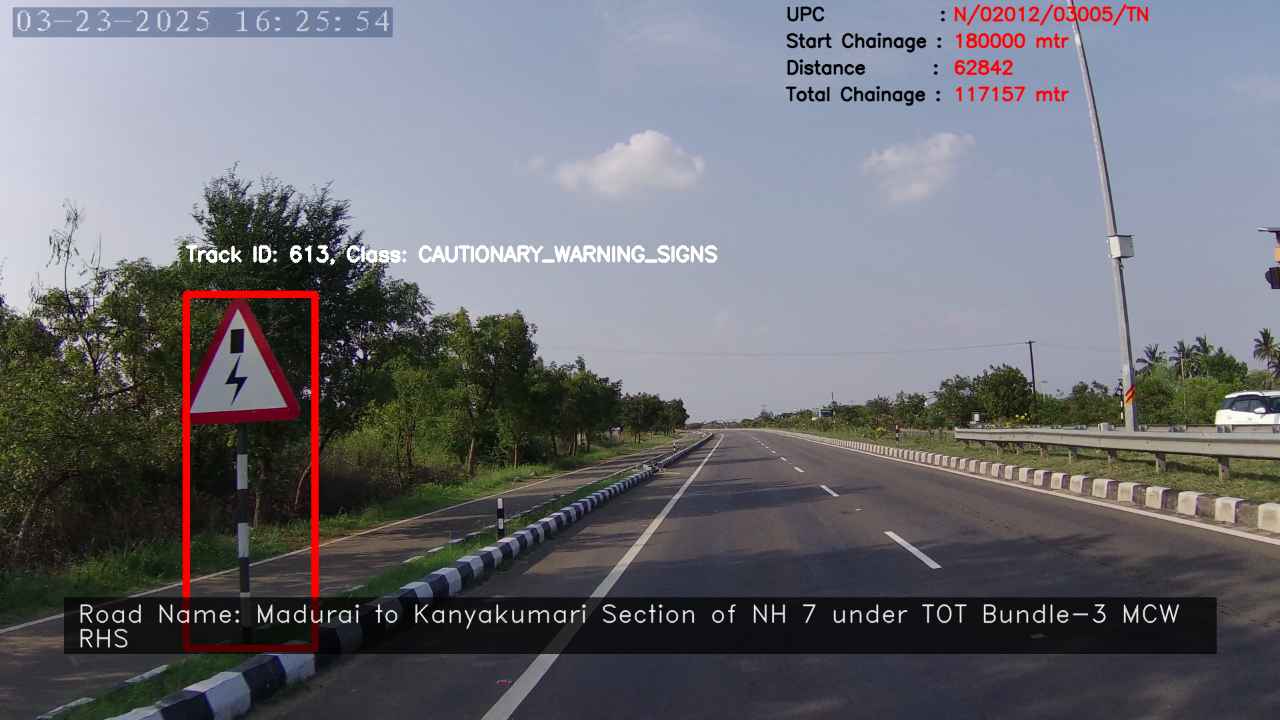 03-23-2025 16:25:54
UPC : N/02012/03005/TN
Start Chainage : 180000 mtr
Distance : 62842
Total Chainage : 117157 mtr
Track ID: 613, Class: CAUTIONARY_WARNING_SIGNS
Road Name: Madurai to Kanyakumari Section of NH 7 under TOT Bundle-3 MCW
RHS